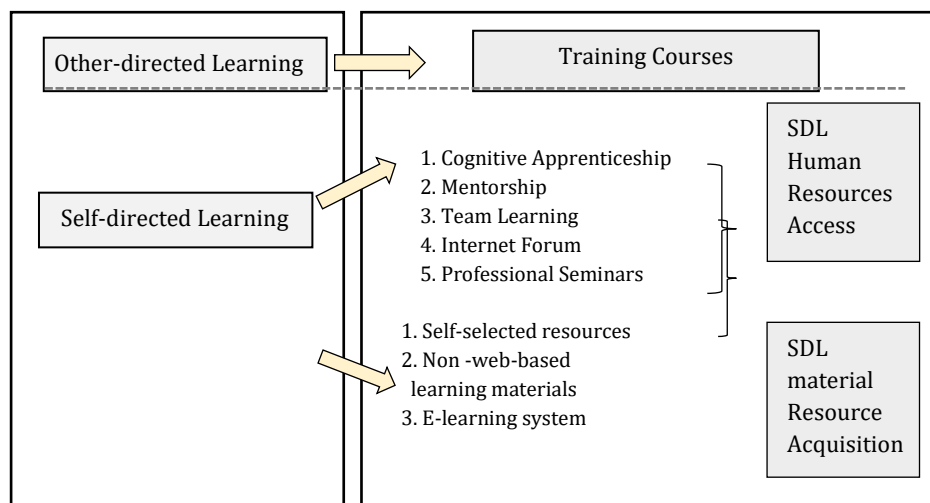 Other-directed Learning
Training Courses
Self-directed Learning
1. Cognitive Apprenticeship
2. Mentorship
3. Team Learning
4. Internet Forum
5. Professional Seminars
SDL
Human
Resources
Access
1. Self-selected resources
2. Non -web-based
learning materials
3. E-learning system
SDL
material
Resource
Acquisition